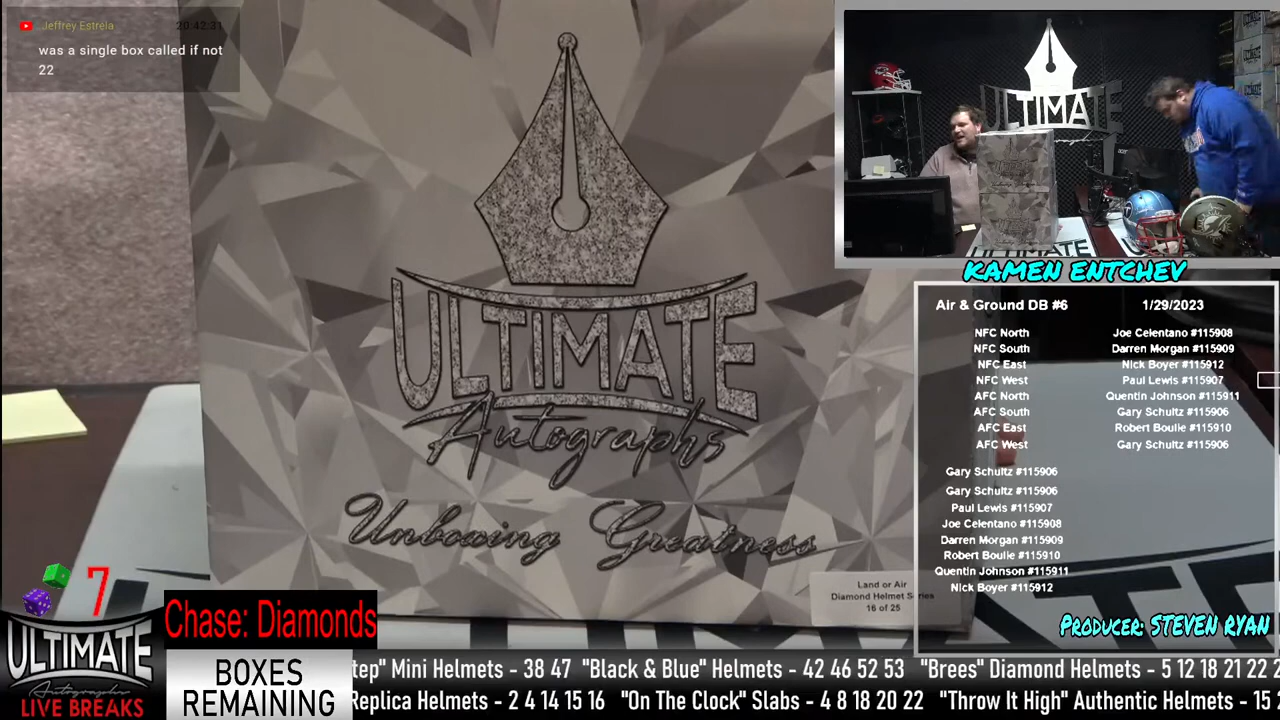 Jeffrey Estrela 20:42:31
was a single box called if not
22
ULTIMATE
Autographs
Unboxing Greatness
Land or Air
Diamond Helmet Series
16 of 25
ULTIMATE
KAMEN ENTCHEV
Air & Ground DB #6 1/29/2023
NFC North Joe Celentano #115908
NFC South Darren Morgan #115909
NFC East Nick Boyer #115912
NFC West Paul Lewis #115907
AFC North Quentin Johnson #115911
AFC South Gary Schultz #115906
AFC East Robert Boulie #115910
AFC West Gary Schultz #115906
Gary Schultz #115906
Gary Schultz #115906
Paul Lewis #115907
Joe Celentano #115908
Darren Morgan #115909
Robert Boulie #115910
Quentin Johnson #115911
Nick Boyer #115912
PRODUCER: STEVEN RYAN
7
ULTIMATE
Autographs
LIVE BREAKS
Chase: Diamonds
BOXES
REMAINING
tep" Mini Helmets - 38 47 "Black & Blue" Helmets - 42 46 52 53 "Brees" Diamond Helmets - 5 12 18 21 22 2
Replica Helmets - 2 4 14 15 16 "On The Clock" Slabs - 4 8 18 20 22 "Throw It High" Authentic Helmets - 15 2